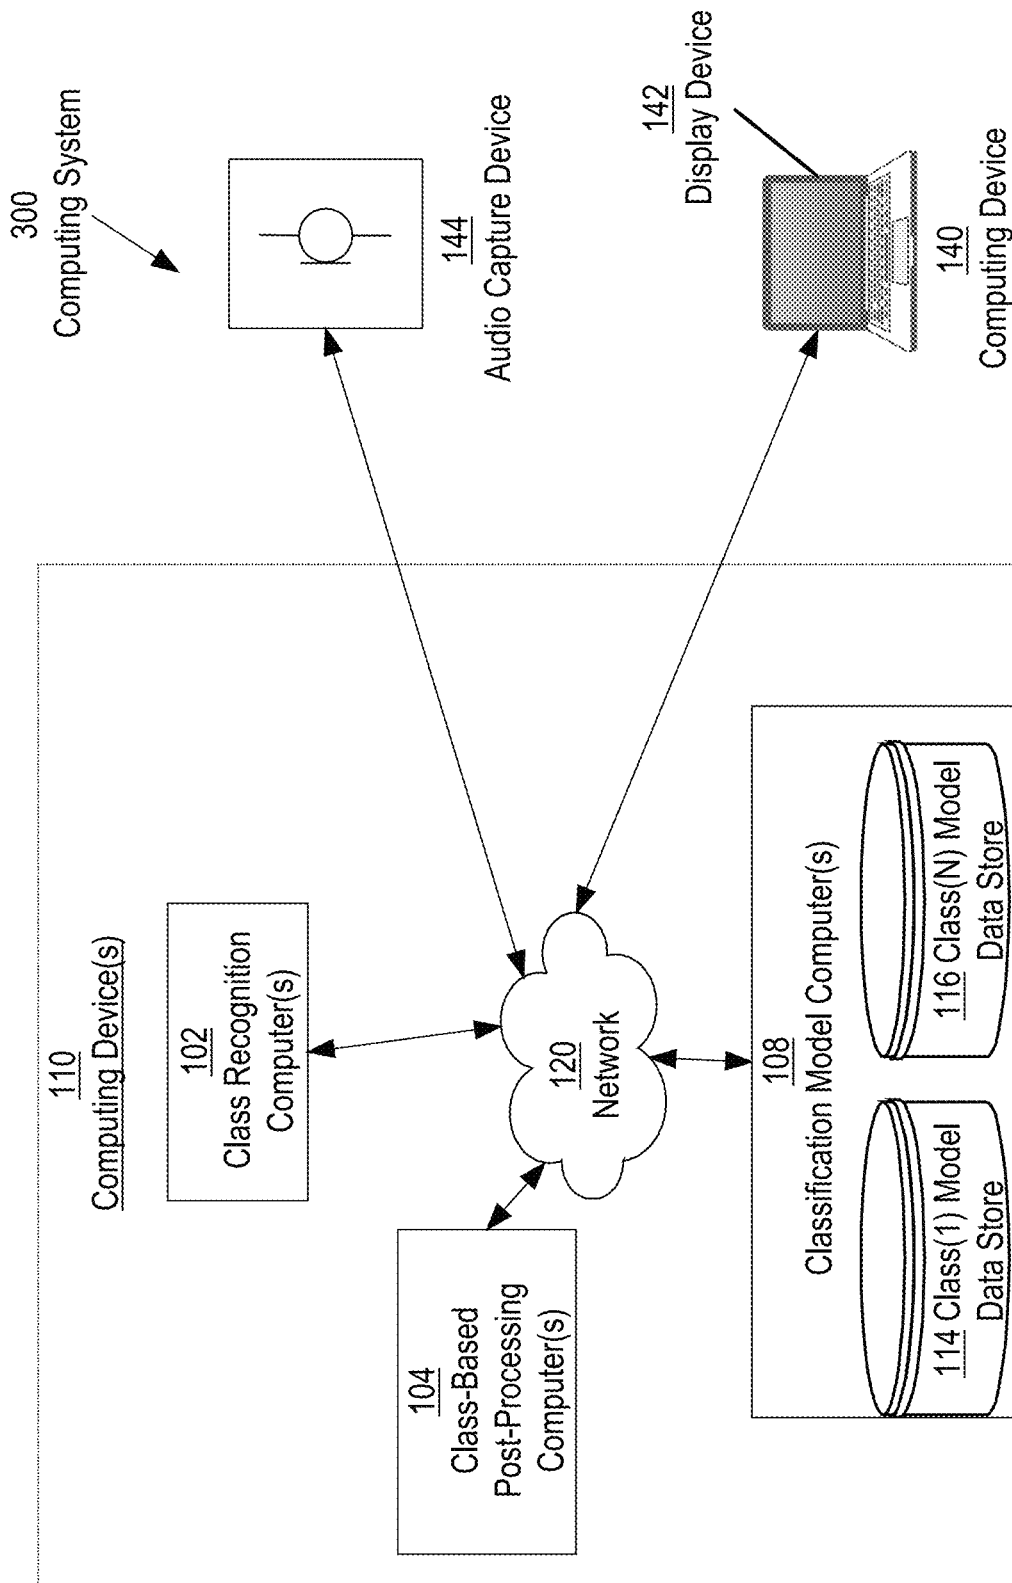 300
Computing System
110
Computing Device(s)
102
Class Recognition
Computer(s)
144
Audio Capture Device
104
Class-Based
Post-Processing
Computer(s)
120
Network
142
Display Device
108
Classification Model Computer(s)
114 Class(1) Model
Data Store
116 Class(N) Model
Data Store
140
Computing Device